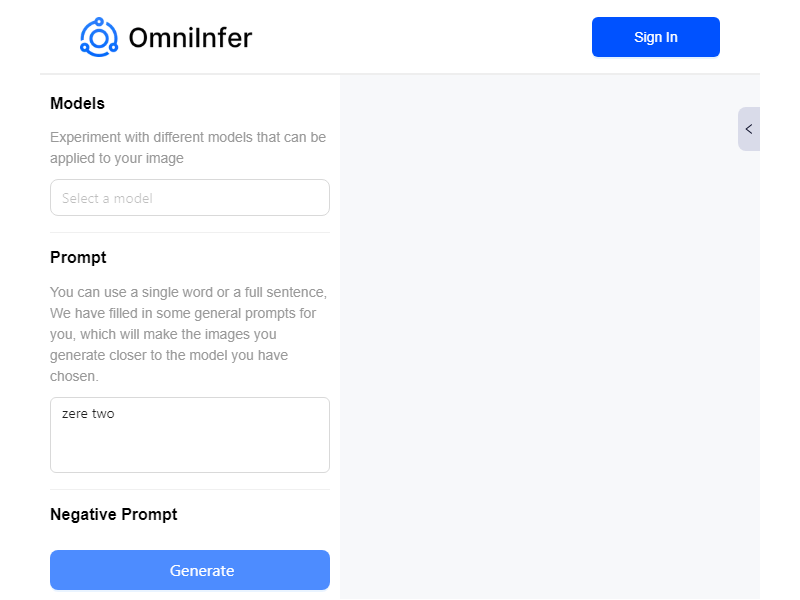 OmniInfer
Sign In
Models
Experiment with different models that can be
applied to your image
Select a model
Prompt
You can use a single word or a full sentence,
We have filled in some general prompts for
you, which will make the images you
generate closer to the model you have
chosen.
zere two
Negative Prompt
Generate